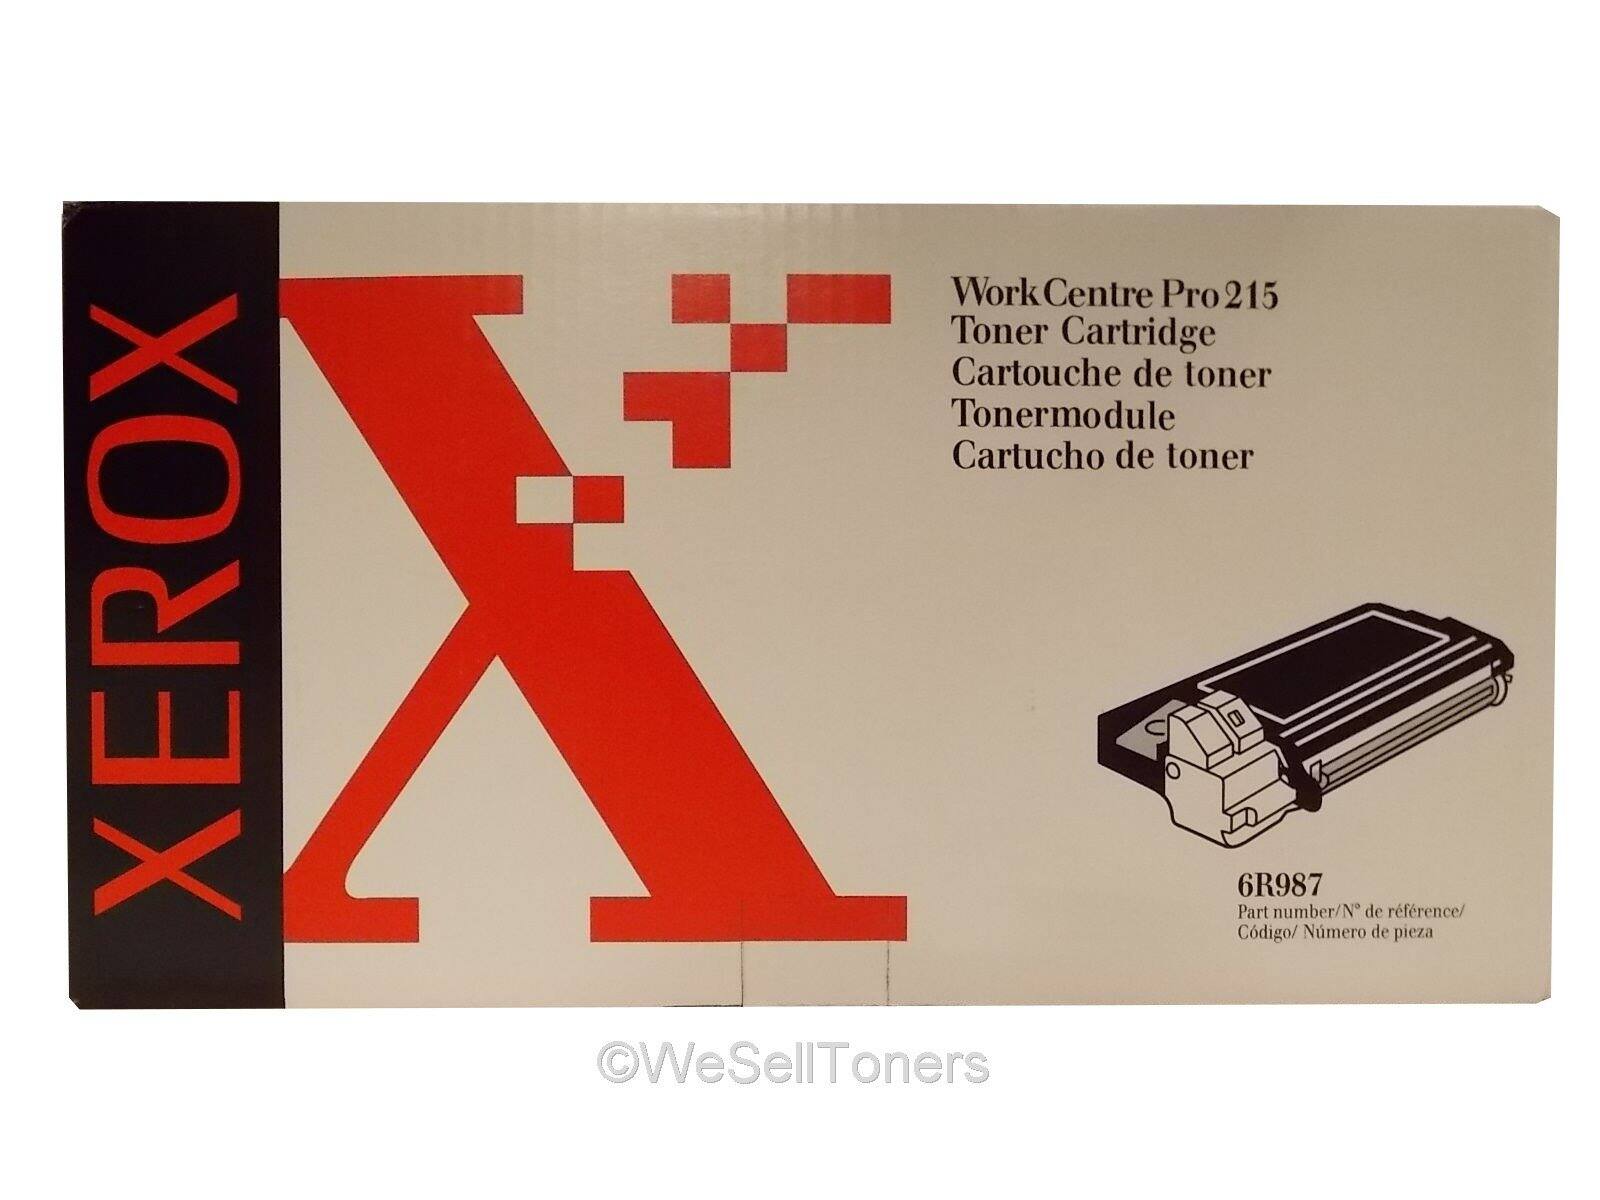 XEROX
WorkCentre Pro 215
Toner Cartridge
Cartouche de toner
Tonermodule
Cartucho de toner
6R987
Part number/N° de référence/
Código/ Número de pieza
©WeSellToners